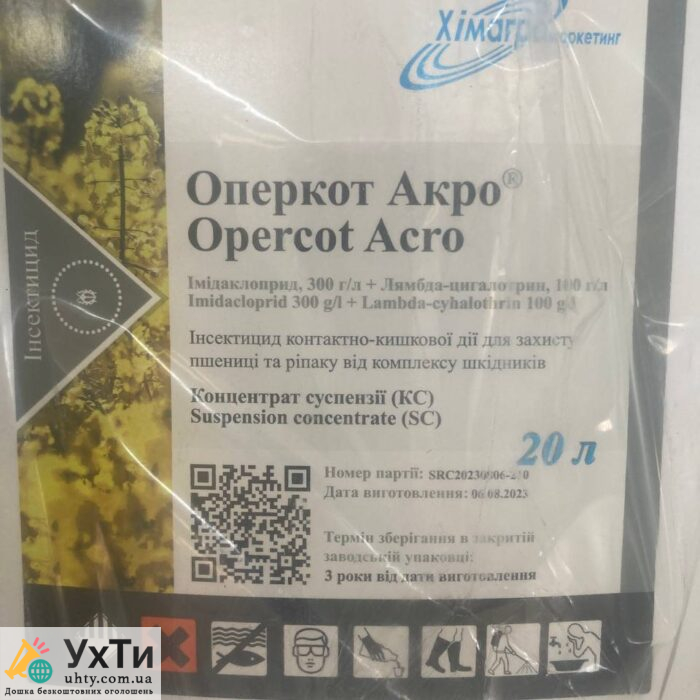 Хімагромаркетинг
Інсектицид
Оперкот Акро®
Opercot Acro
Імідаклоприд, 300 г/л + Лямбда-цигалотрин, 100 г/л
Imidacloprid 300 g/l + Lambda-cyhalothrin 100 g/l
Інсектицид контактно-кишкової дії для захисту
пшениці та ріпаку від комплексу шкідників
Концентрат суспензії (КС)
Suspension concentrate (SC)
20 л
Номер партії:
Дата виготовлення: 06.08.2023
Термін зберігання в закритій
заводській упаковці:
3 роки від дати виготовлення
УхТи
uhty.com.ua
Дошка безкоштовних оголошень